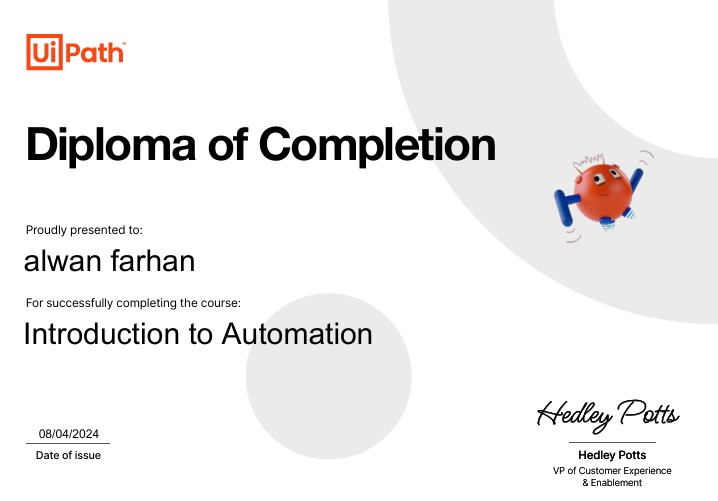 UiPath™
Diploma of Completion
Proudly presented to:
alwan farhan
For successfully completing the course:
Introduction to Automation
08/04/2024
Date of issue
Hedley Potts
Hedley Potts
VP of Customer Experience
& Enablement